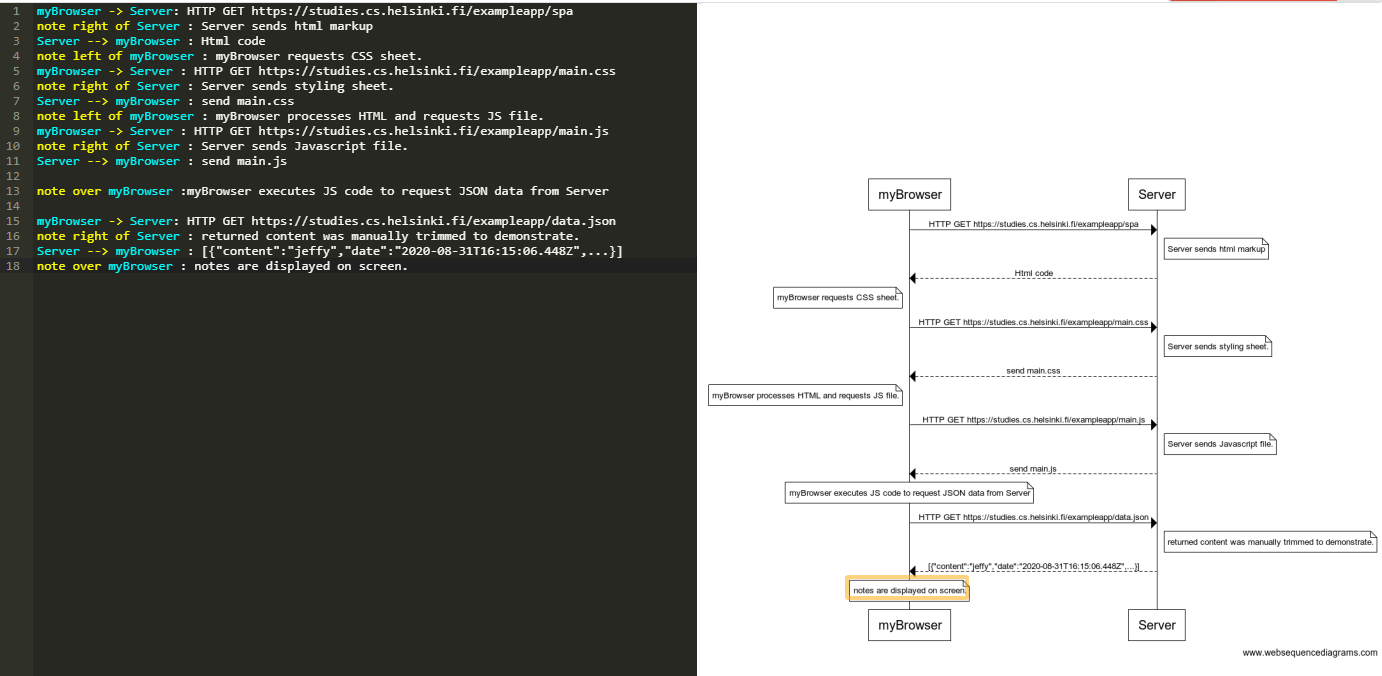 1 myBrowser -> Server: HTTP GET https://studies.cs.helsinki.fi/exampleapp/spa
2 note right of Server : Server sends html markup
3 Server --> myBrowser : Html code
4 note left of myBrowser : myBrowser requests CSS sheet.
5 myBrowser -> Server : HTTP GET https://studies.cs.helsinki.fi/exampleapp/main.css
6 note right of Server : Server sends styling sheet.
7 Server --> myBrowser : send main.css
8 note left of myBrowser : myBrowser processes HTML and requests JS file.
9 myBrowser -> Server : HTTP GET https://studies.cs.helsinki.fi/exampleapp/main.js
10 note right of Server : Server sends Javascript file.
11 Server --> myBrowser : send main.js
12
13 note over myBrowser :myBrowser executes JS code to request JSON data from Server
14
15 myBrowser -> Server: HTTP GET https://studies.cs.helsinki.fi/exampleapp/data.json
16 note right of Server : returned content was manually trimmed to demonstrate.
17 Server --> myBrowser : [{"content":"jeffy","date":"2020-08-31T16:15:06.448Z",...}]
18 note over myBrowser : notes are displayed on screen.
myBrowser Server
HTTP GET https://studies.cs.helsinki.fi/exampleapp/spa
Server sends html markup
Html code
myBrowser requests CSS sheet.
HTTP GET https://studies.cs.helsinki.fi/exampleapp/main.css
Server sends styling sheet.
send main.css
myBrowser processes HTML and requests JS file.
HTTP GET https://studies.cs.helsinki.fi/exampleapp/main.js
Server sends Javascript file.
send main.js
myBrowser executes JS code to request JSON data from Server
HTTP GET https://studies.cs.helsinki.fi/exampleapp/data.json
returned content was manually trimmed to demonstrate.
[{"content":"jeffy","date":"2020-08-31T16:15:06.448Z",...}]
notes are displayed on screen.
myBrowser Server
www.websequencediagrams.com